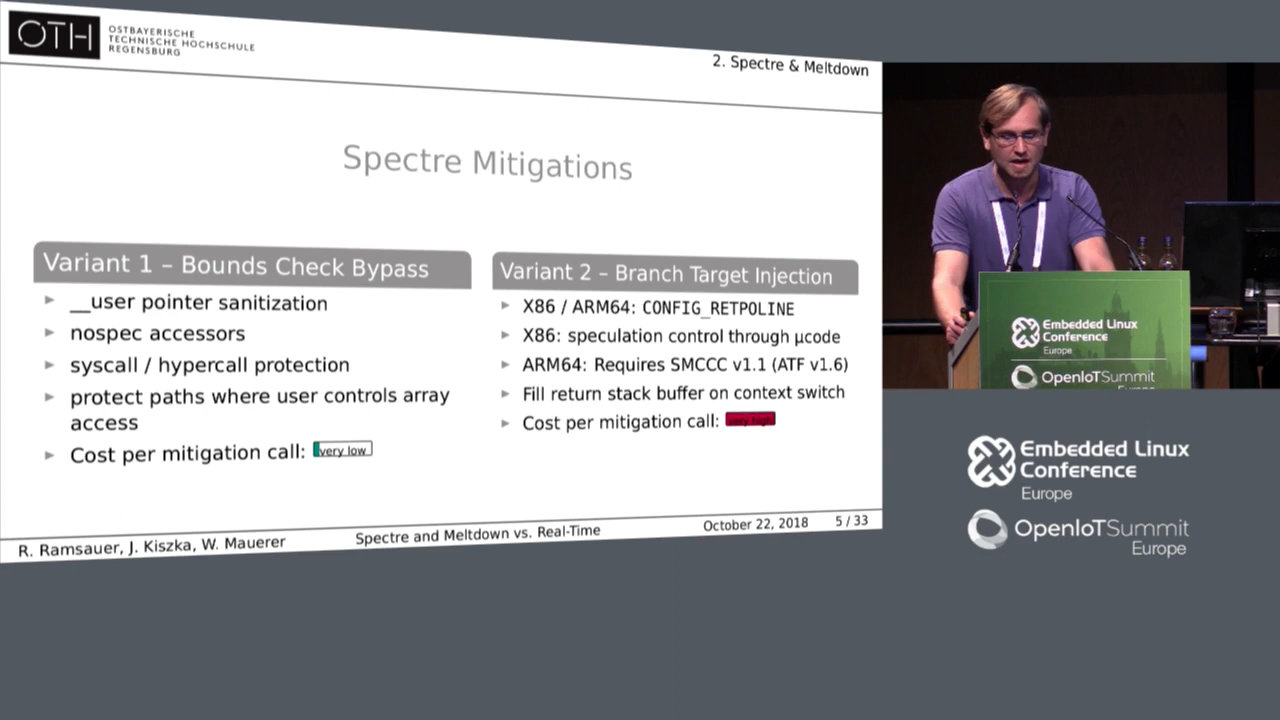 OTH
OSTBAYERISCHE
TECHNISCHE HOCHSCHULE
REGENSBURG
2. Spectre & Meltdown
Spectre Mitigations
Variant 1 – Bounds Check Bypass
__user pointer sanitization
nospec accessors
syscall / hypercall protection
protect paths where user controls array
access
Cost per mitigation call: very low
Variant 2 – Branch Target Injection
X86 / ARM64: CONFIG_RETPOLINE
X86: speculation control through µcode
ARM64: Requires SMCCC v1.1 (ATF v1.6)
Fill return stack buffer on context switch
Cost per mitigation call: very high
R. Ramsauer, J. Kiszka, W. Mauerer
Spectre and Meltdown vs. Real-Time
October 22, 2018
5 / 33
Embedded Linux
Conference
Europe
OpenIoTSummit
Europe
Embedded Linux
Conference
Europe
OpenIoTSummit
Europe